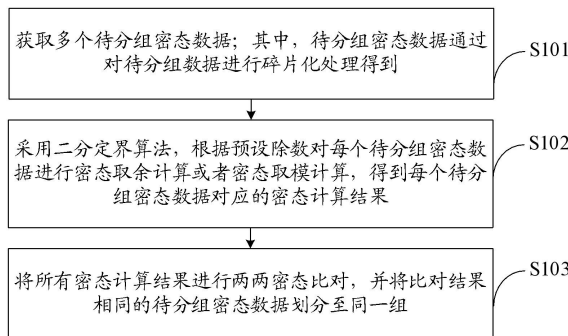 获取多个待分组密态数据；其中，待分组密态数据通过
对待分组数据进行碎片化处理得到
S101
采用二分定界算法，根据预设除数对每个待分组密态数
据进行密态取余计算或者密态取模计算，得到每个待分
组密态数据对应的密态计算结果
S102
将所有密态计算结果进行两两密态比对，并将比对结果
相同的待分组密态数据划分至同一组
S103